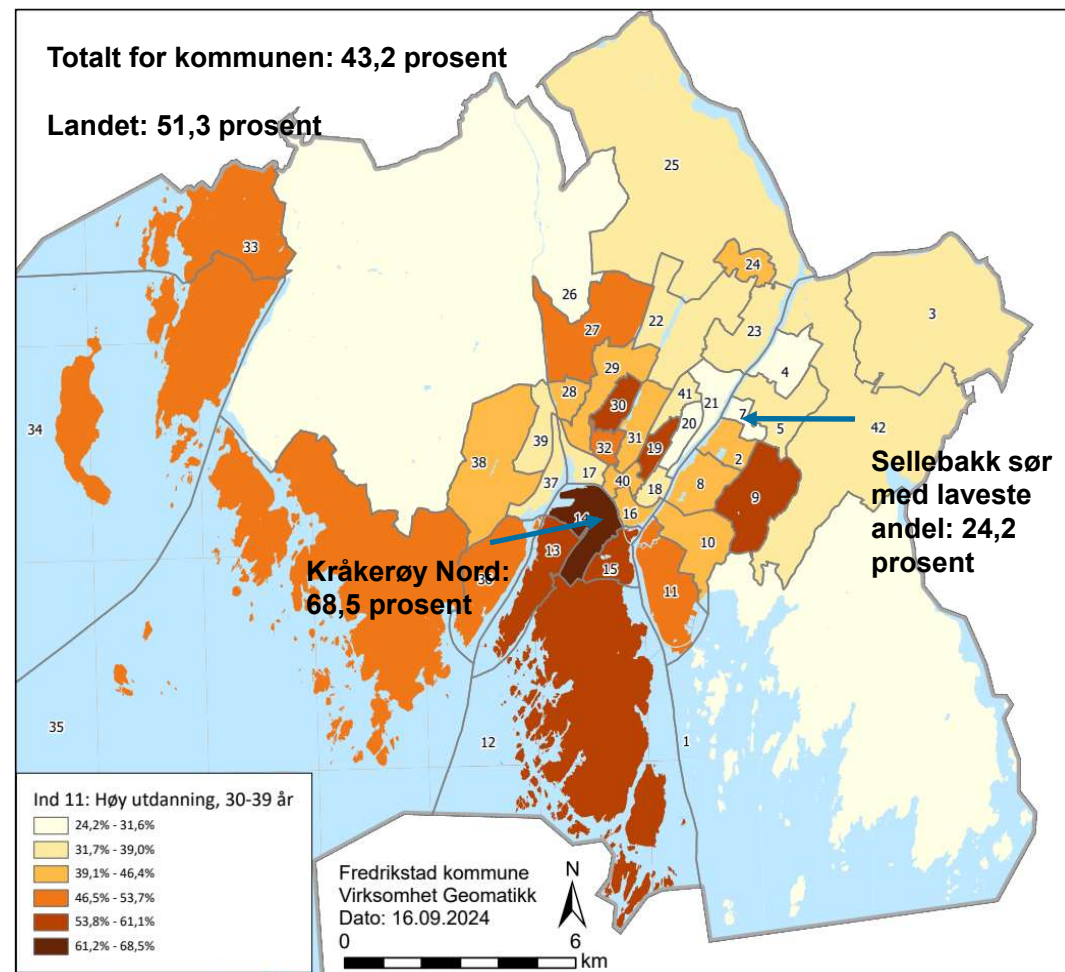 Totalt for kommunen: 43,2 prosent
Landet: 51,3 prosent
25
33
24
3
26
27
22
23
4
34
29
28
30
41
21
7
5
42
20
39
31
32
19
2
38
17
8
9
37
40
18
Sellebakk sør
med laveste
andel: 24,2
prosent
16
14
13
10
Kråkerøy Nord:
68,5 prosent
15
11
35
12
1
Ind 11: Høy utdanning, 30-39 år
24,2% - 31,6%
31,7% - 39,0%
39,1% - 46,4%
46,5% - 53,7%
53,8% - 61,1%
61,2% - 68,5%
Fredrikstad kommune
Virksomhet Geomatikk
Dato: 16.09.2024
N
0 6
km